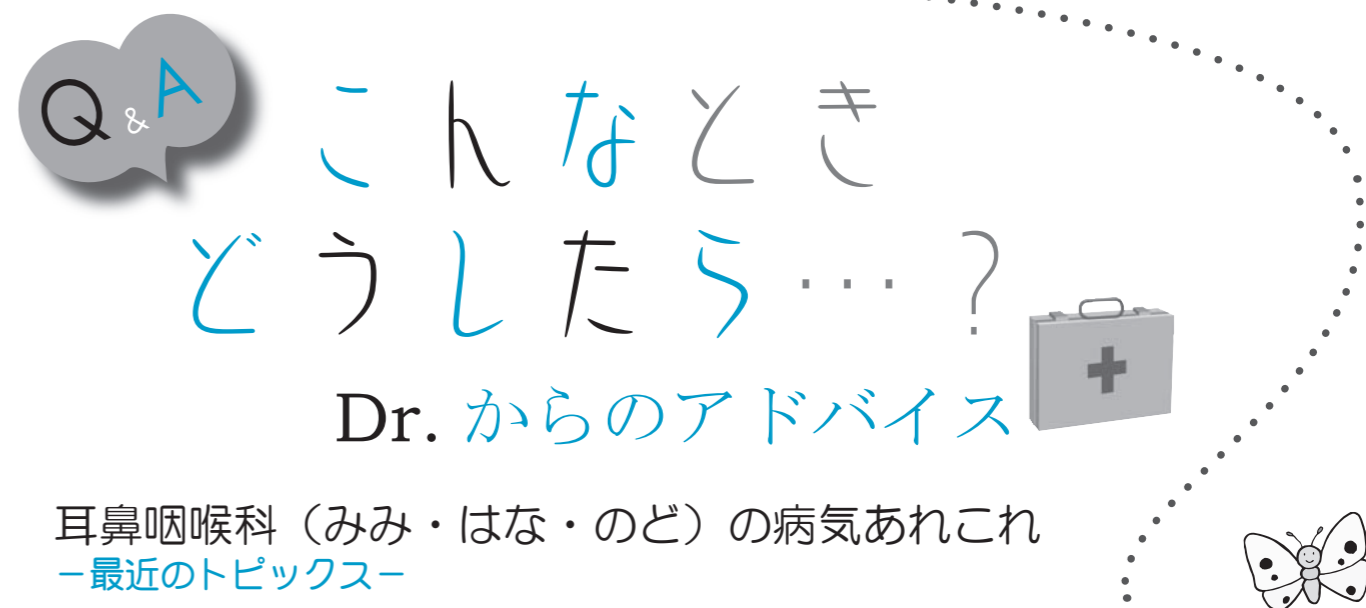 Q & A
こんなとき
どうしたら…?
Dr. からのアドバイス
耳鼻咽喉科（みみ・はな・のど）の病気あれこれ
－最近のトピックス－